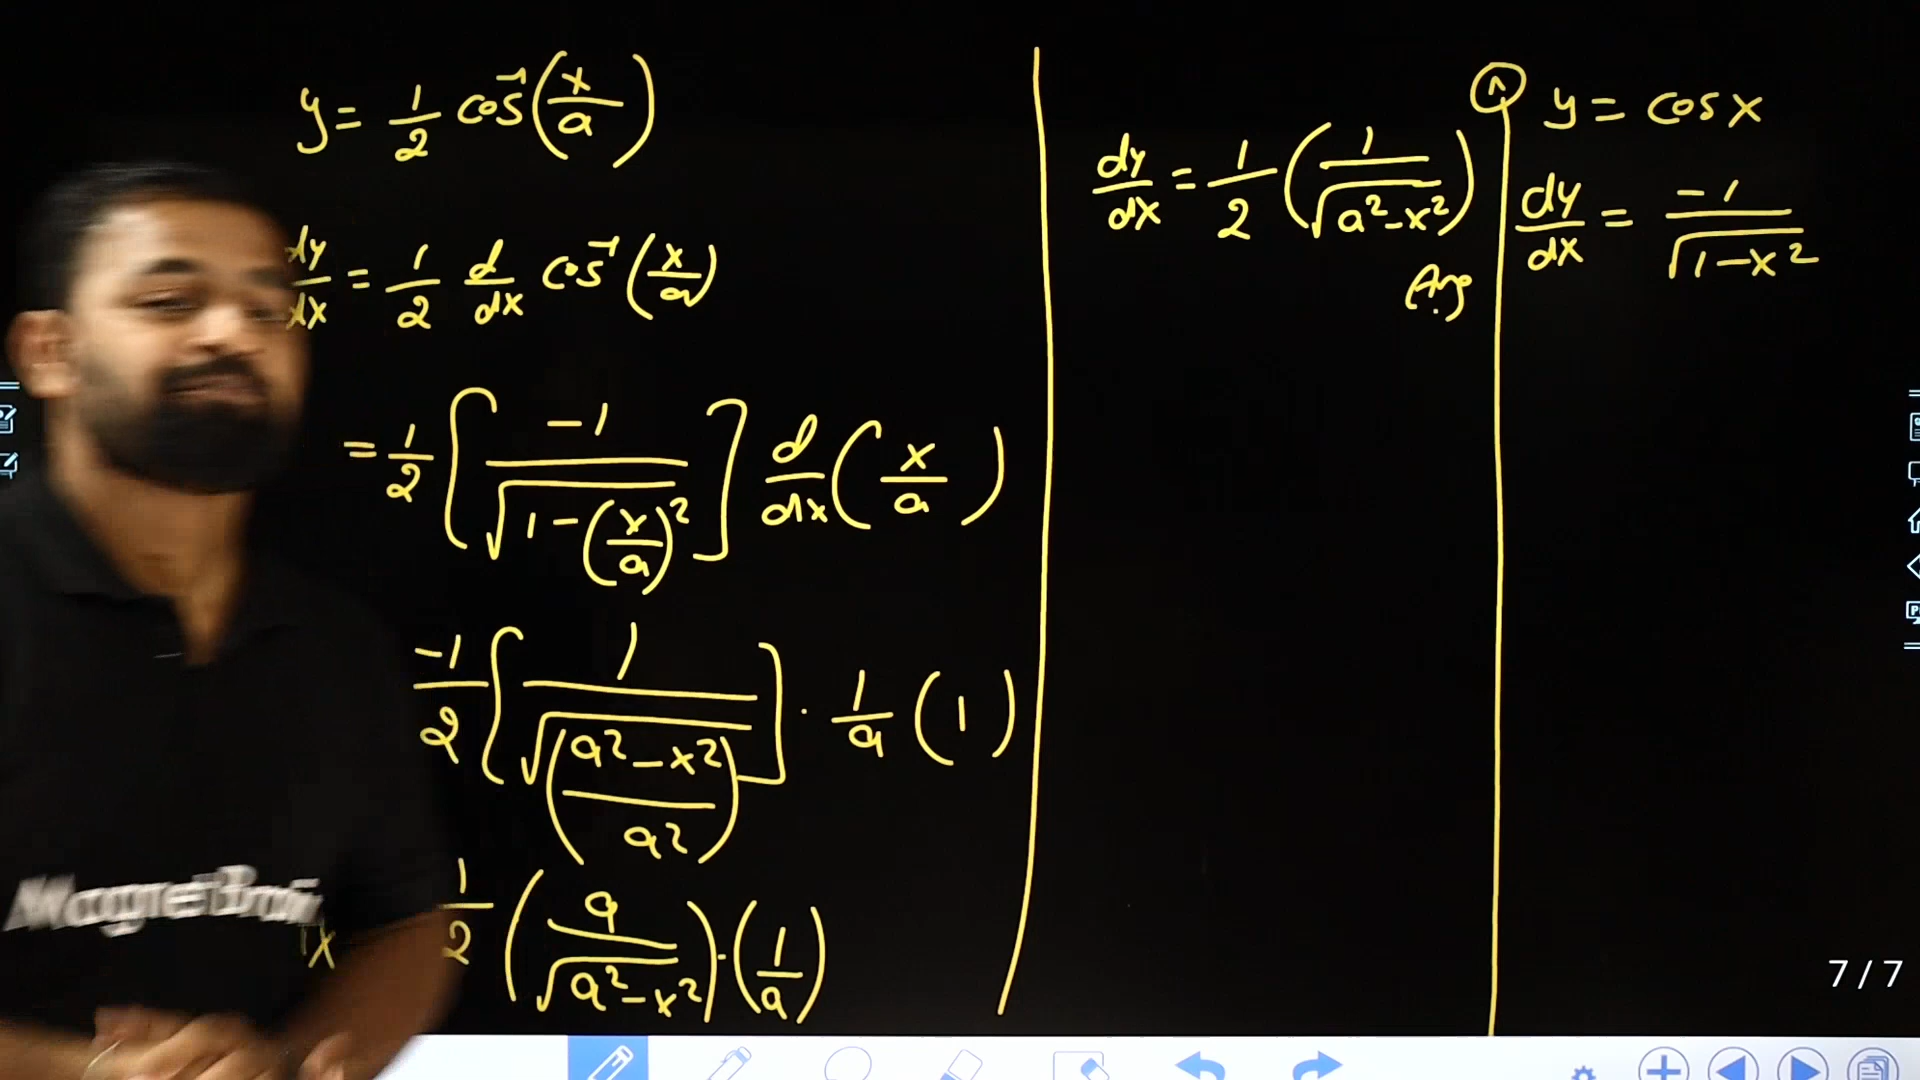 y = 1/2 cos⁻¹(x/a)
dy/dx = 1/2 d/dx cos⁻¹(x/a)
= 1/2 [-1/√(1-(x/a)²)] d/dx (x/a)
-1/2 [1/√((a²-x²)/a²)] · 1/a (1)
1/2 (a/√(a²-x²)) · (1/a)
dy/dx = 1/2 (1/√(a²-x²))
Ans
y = cos x
dy/dx = -1/√(1-x²)
7 / 7